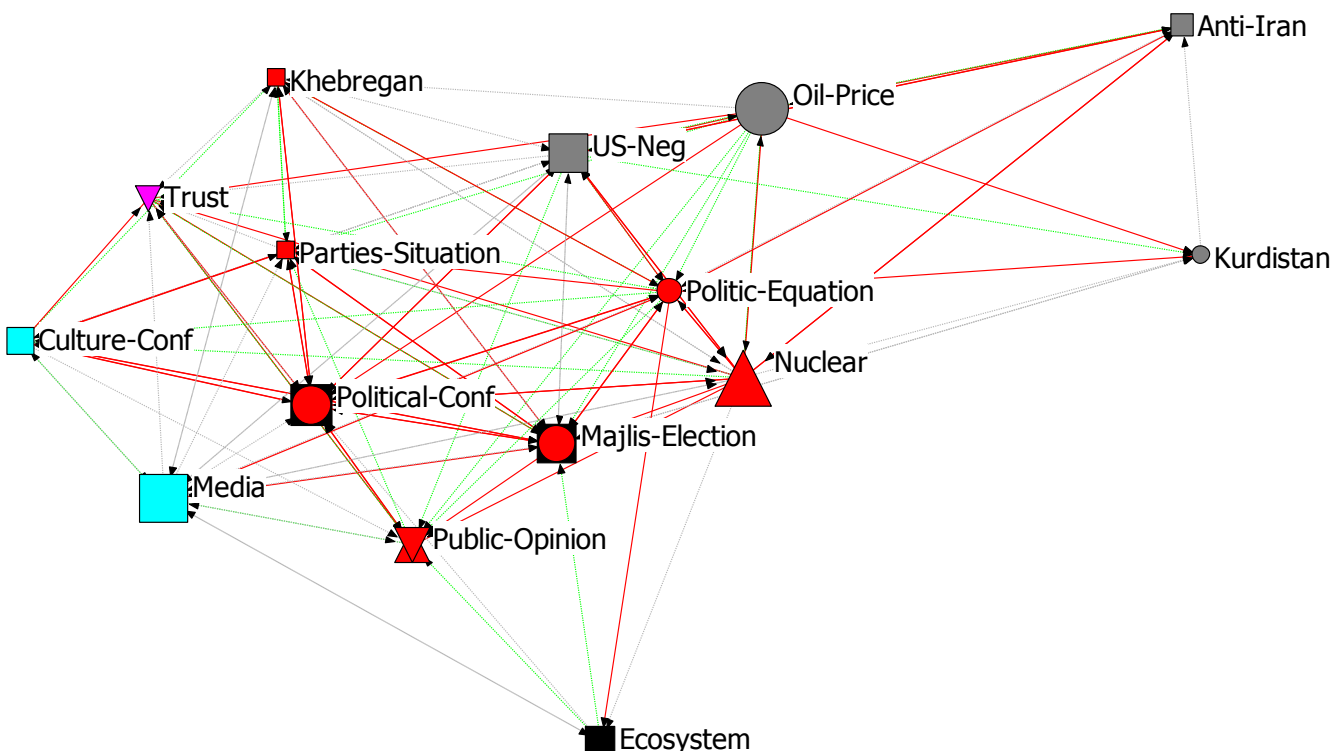 Anti-Iran
Khebregan
Oil-Price
US-Neg
Trust
Parties-Situation
Kurdistan
Politic-Equation
Culture-Conf
Nuclear
Political-Conf
Majlis-Election
Media
Public-Opinion
Ecosystem